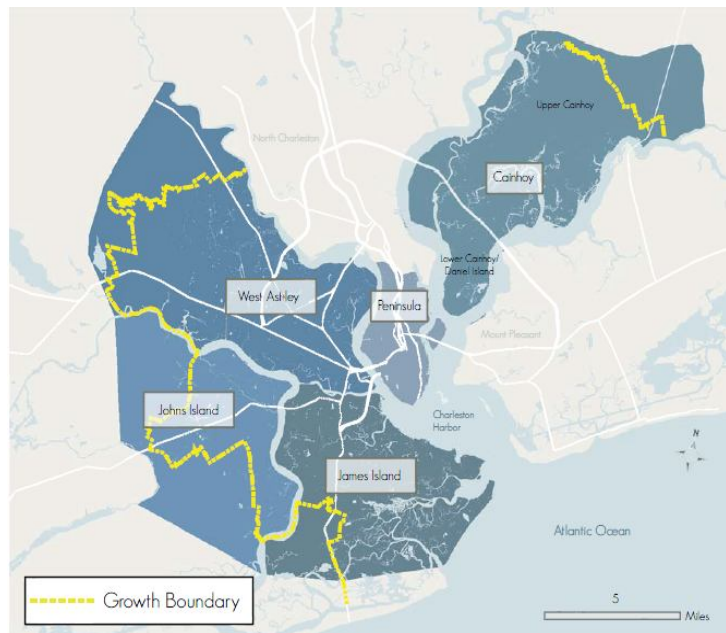 Upper Cainhoy
North Charleston
Cainhoy
Lower Cainhoy/
Daniel Island
West Ashley
Peninsula
Mount Pleasant
Johns Island
Charleston
Harbor
N
James Island
Atlantic Ocean
Growth Boundary
5
Miles